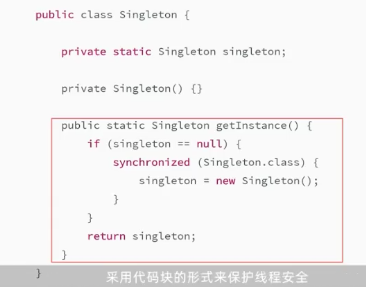 public class Singleton {
private static Singleton singleton;
private Singleton() {}
public static Singleton getInstance() {
if (singleton == null) {
synchronized (Singleton.class) {
singleton = new Singleton();
}
}
return singleton;
}
}
采用代码块的形式来保护线程安全